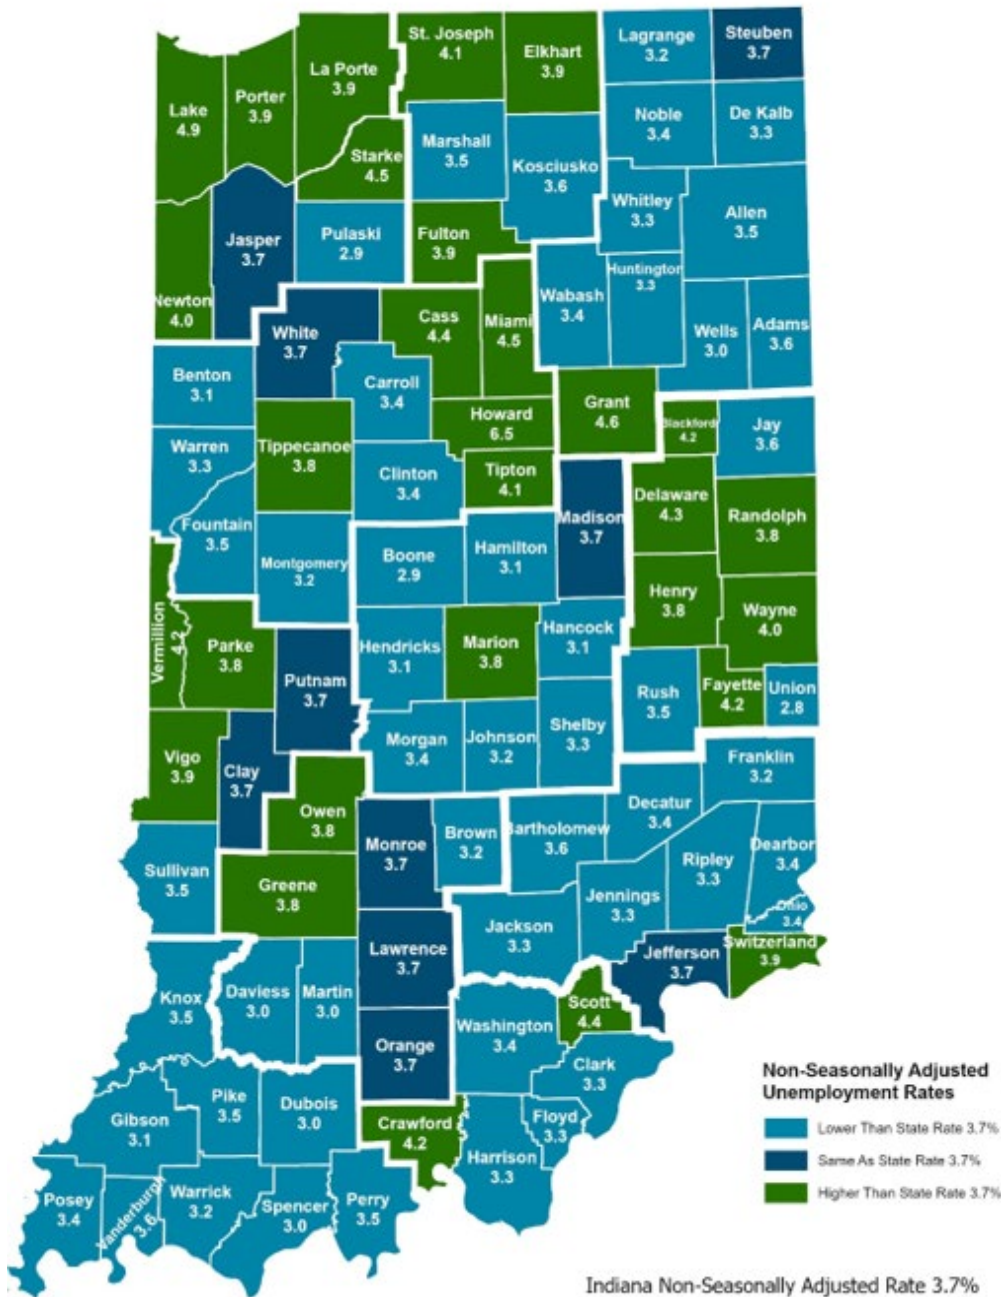 St. Joseph
4.1
Elkhart
3.9
Lagrange
3.2
Steuben
3.7
La Porte
3.9
Lake
4.9
Porter
3.9
Noble
3.4
De Kalb
3.3
Marshall
3.5
Starke
4.5
Kosciusko
3.6
Whitley
3.3
Allen
3.5
Jasper
3.7
Pulaski
2.9
Fulton
3.9
Huntington
3.3
Newton
4.0
White
3.7
Cass
4.4
Miami
4.5
Wabash
3.4
Wells
3.0
Adams
3.6
Benton
3.1
Carroll
3.4
Grant
4.6
Howard
6.5
Blackford
4.2
Jay
3.6
Warren
3.3
Tippecanoe
3.8
Clinton
3.4
Tipton
4.1
Delaware
4.3
Randolph
3.8
Fountain
3.5
Madison
3.7
Montgomery
3.2
Boone
2.9
Hamilton
3.1
Henry
3.8
Wayne
4.0
Vermillion
4.2
Parke
3.8
Hendricks
3.1
Marion
3.8
Hancock
3.1
Putnam
3.7
Rush
3.5
Fayette
4.2
Union
2.8
Vigo
3.9
Clay
3.7
Morgan
3.4
Johnson
3.2
Shelby
3.3
Franklin
3.2
Owen
3.8
Decatur
3.4
Monroe
3.7
Brown
3.2
Bartholomew
3.6
Dearbor
3.4
Sullivan
3.5
Greene
3.8
Ripley
3.3
Jennings
3.3
Ohio
3.4
Jackson
3.3
Lawrence
3.7
Jefferson
3.7
Switzerland
3.9
Knox
3.5
Daviess
3.0
Martin
3.0
Scott
4.4
Orange
3.7
Washington
3.4
Clark
3.3
Gibson
3.1
Pike
3.5
Dubois
3.0
Crawford
4.2
Floyd
3.3
Harrison
3.3
Posey
3.4
Vanderburgh
3.6
Warrick
3.2
Spencer
3.0
Perry
3.5
Non-Seasonally Adjusted
Unemployment Rates
Lower Than State Rate 3.7%
Same As State Rate 3.7%
Higher Than State Rate 3.7%
Indiana Non-Seasonally Adjusted Rate 3.7%